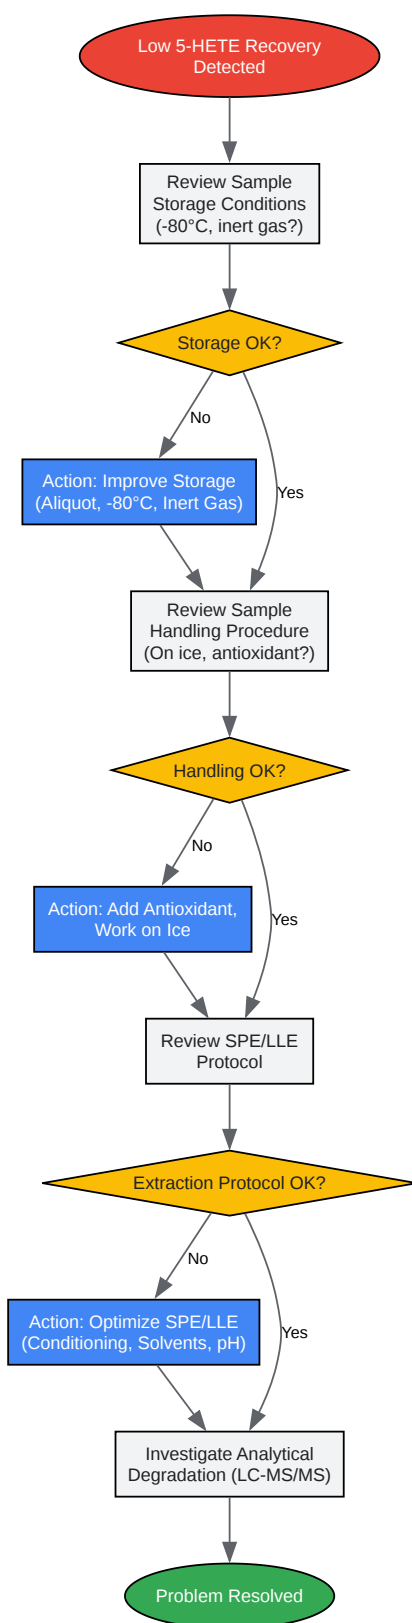 Low 5-HETE Recovery
Detected
Review Sample
Storage Conditions
(-80°C, inert gas?)
Storage OK?
No
Yes
Action: Improve Storage
(Aliquot, -80°C, Inert Gas)
Review Sample
Handling Procedure
(On ice, antioxidant?)
Handling OK?
No
Yes
Action: Add Antioxidant,
Work on Ice
Review SPE/LLE
Protocol
Extraction Protocol OK?
No
Yes
Action: Optimize SPE/LLE
(Conditioning, Solvents, pH)
Investigate Analytical
Degradation (LC-MS/MS)
Problem Resolved